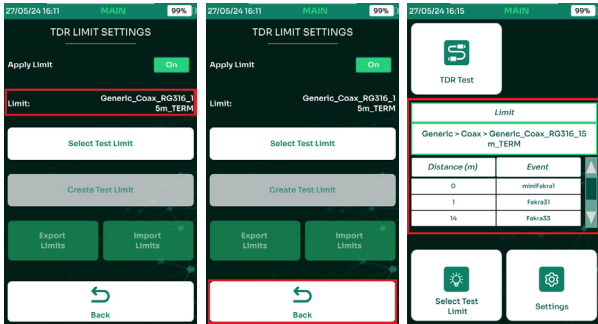 27/05/24 16:11 MAIN 99%
TDR LIMIT SETTINGS
Apply Limit On
Limit: Generic_Coax_RG316_1
5m_TERM
Select Test Limit
Create Test Limit
Export
Limits
Import
Limits
Back
27/05/24 16:11 MAIN 99%
TDR LIMIT SETTINGS
Apply Limit On
Limit: Generic_Coax_RG316_1
5m_TERM
Select Test Limit
Create Test Limit
Export
Limits
Import
Limits
Back
27/05/24 16:15 MAIN 99%
TDR Test
Limit
Generic > Coax > Generic_Coax_RG316_15
m_TERM
Distance (m) Event
0 miniFakra1
1 Fakra31
14 Fakra33
Select Test
Limit
Settings